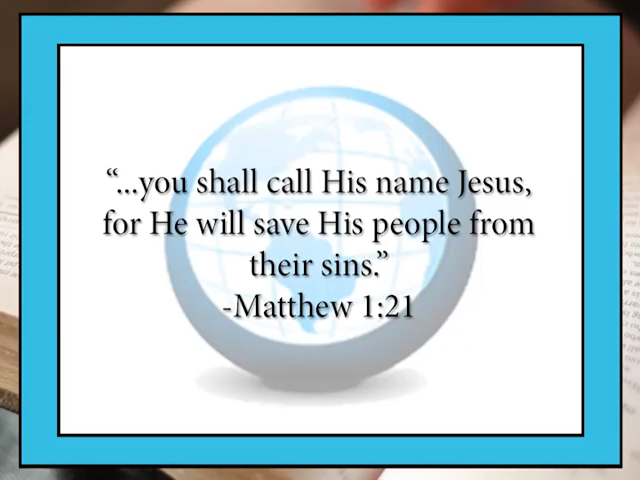 “...you shall call His name Jesus,
for He will save His people from
their sins.”
-Matthew 1:21